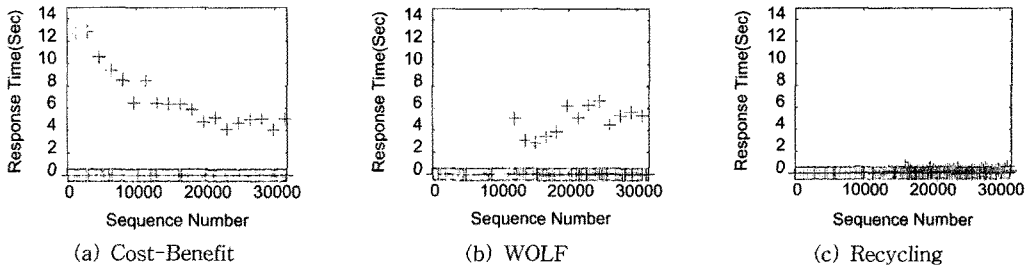 Response Time(Sec)
14
12
10
8
6
4
2
0
0 10000 20000 30000
Sequence Number
(a) Cost-Benefit
Response Time(Sec)
14
12
10
8
6
4
2
0
0 10000 20000 30000
Sequence Number
(b) WOLF
Response Time(Sec)
14
12
10
8
6
4
2
0
0 10000 20000 30000
Sequence Number
(c) Recycling